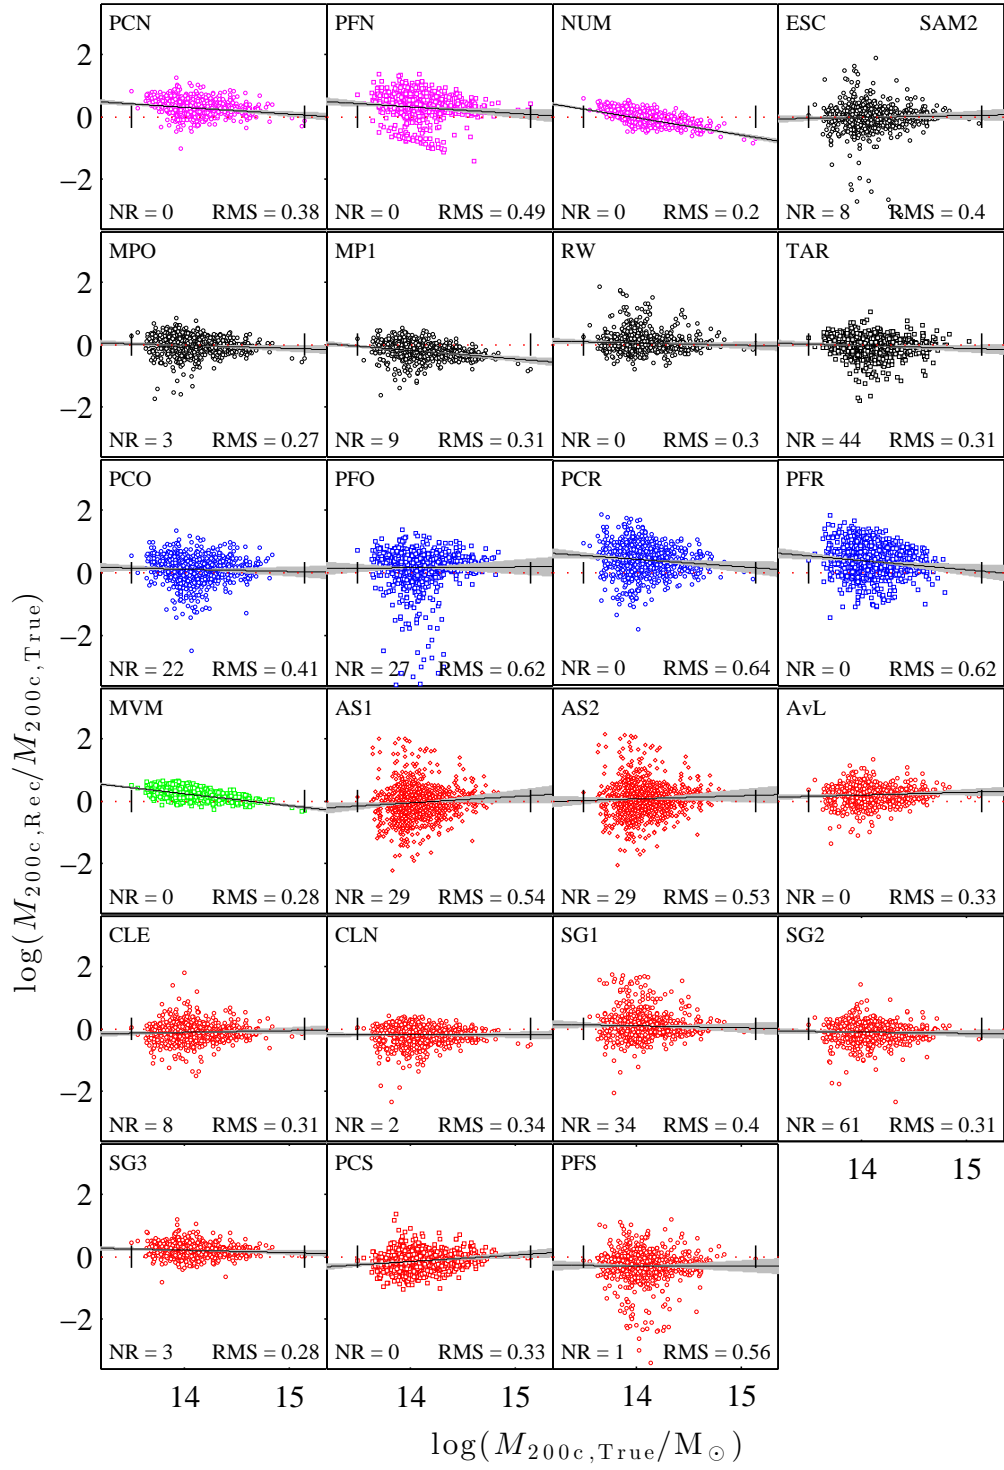 PCN PFN NUM ESC SAM2
2
0
−2
NR = 0 RMS = 0.38 NR = 0 RMS = 0.49 NR = 0 RMS = 0.2 NR = 8 RMS = 0.4
MPO MP1 RW TAR
2
0
−2
NR = 3 RMS = 0.27 NR = 9 RMS = 0.31 NR = 0 RMS = 0.3 NR = 44 RMS = 0.31
PCO PFO PCR PFR
2
0
−2
NR = 22 RMS = 0.41 NR = 27 RMS = 0.62 NR = 0 RMS = 0.64 NR = 0 RMS = 0.62
MVM AS1 AS2 AvL
2
0
−2
NR = 0 RMS = 0.28 NR = 29 RMS = 0.54 NR = 29 RMS = 0.53 NR = 0 RMS = 0.33
log(M200c,Rec/M200c,True)
CLE CLN SG1 SG2
2
0
−2
NR = 8 RMS = 0.31 NR = 2 RMS = 0.34 NR = 34 RMS = 0.4 NR = 61 RMS = 0.31
SG3 PCS PFS
14 15
2
0
−2
NR = 3 RMS = 0.28 NR = 0 RMS = 0.33 NR = 1 RMS = 0.56
14 15 14 15 14 15
log(M200c,True/M⊙)